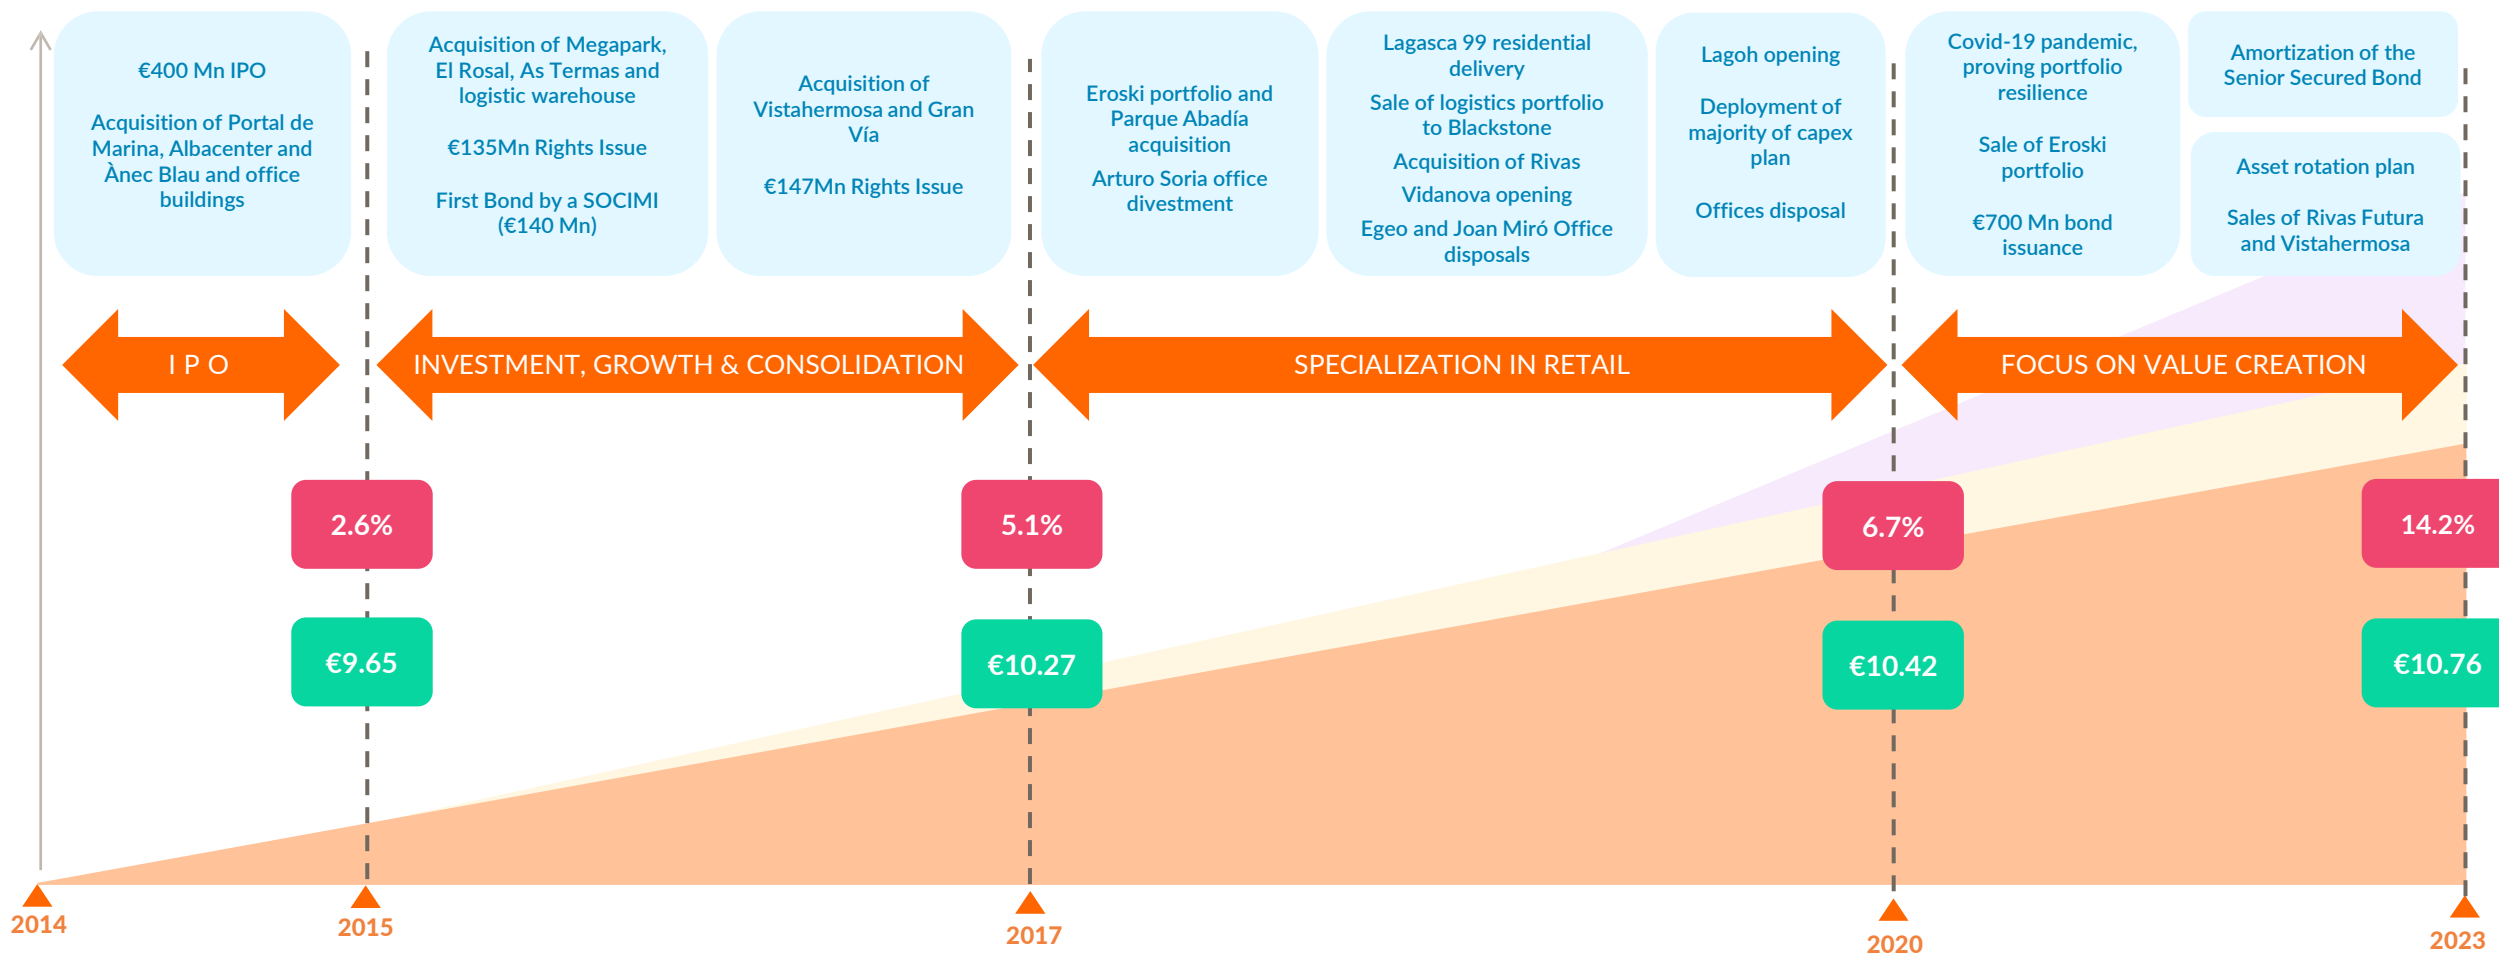 €400 Mn IPO
Acquisition of Portal de
Marina, Albacenter and
Ànec Blau and office
buildings
Acquisition of Megapark,
El Rosal, As Termas and
logistic warehouse
€135Mn Rights Issue
First Bond by a SOCIMI
(€140 Mn)
Acquisition of
Vistahermosa and Gran
Vía
€147Mn Rights Issue
Eroski portfolio and
Parque Abadía
acquisition
Arturo Soria office
divestment
Lagasca 99 residential
delivery
Sale of logistics portfolio
to Blackstone
Acquisition of Rivas
Vidanova opening
Egeo and Joan Miró Office
disposals
Lagoh opening
Deployment of
majority of capex
plan
Offices disposal
Covid-19 pandemic,
proving portfolio
resilience
Sale of Eroski
portfolio
€700 Mn bond
issuance
Amortization of the
Senior Secured Bond
Asset rotation plan
Sales of Rivas Futura
and Vistahermosa
I P O
INVESTMENT, GROWTH & CONSOLIDATION
SPECIALIZATION IN RETAIL
FOCUS ON VALUE CREATION
2.6%
5.1%
6.7%
14.2%
€9.65
€10.27
€10.42
€10.76
2014
2015
2017
2020
2023